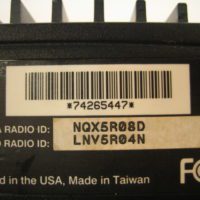 *74265447*
A RADIO ID: NQX5R08D
D RADIO ID: LNV5R04N
d in the USA, Made in Taiwan
FC